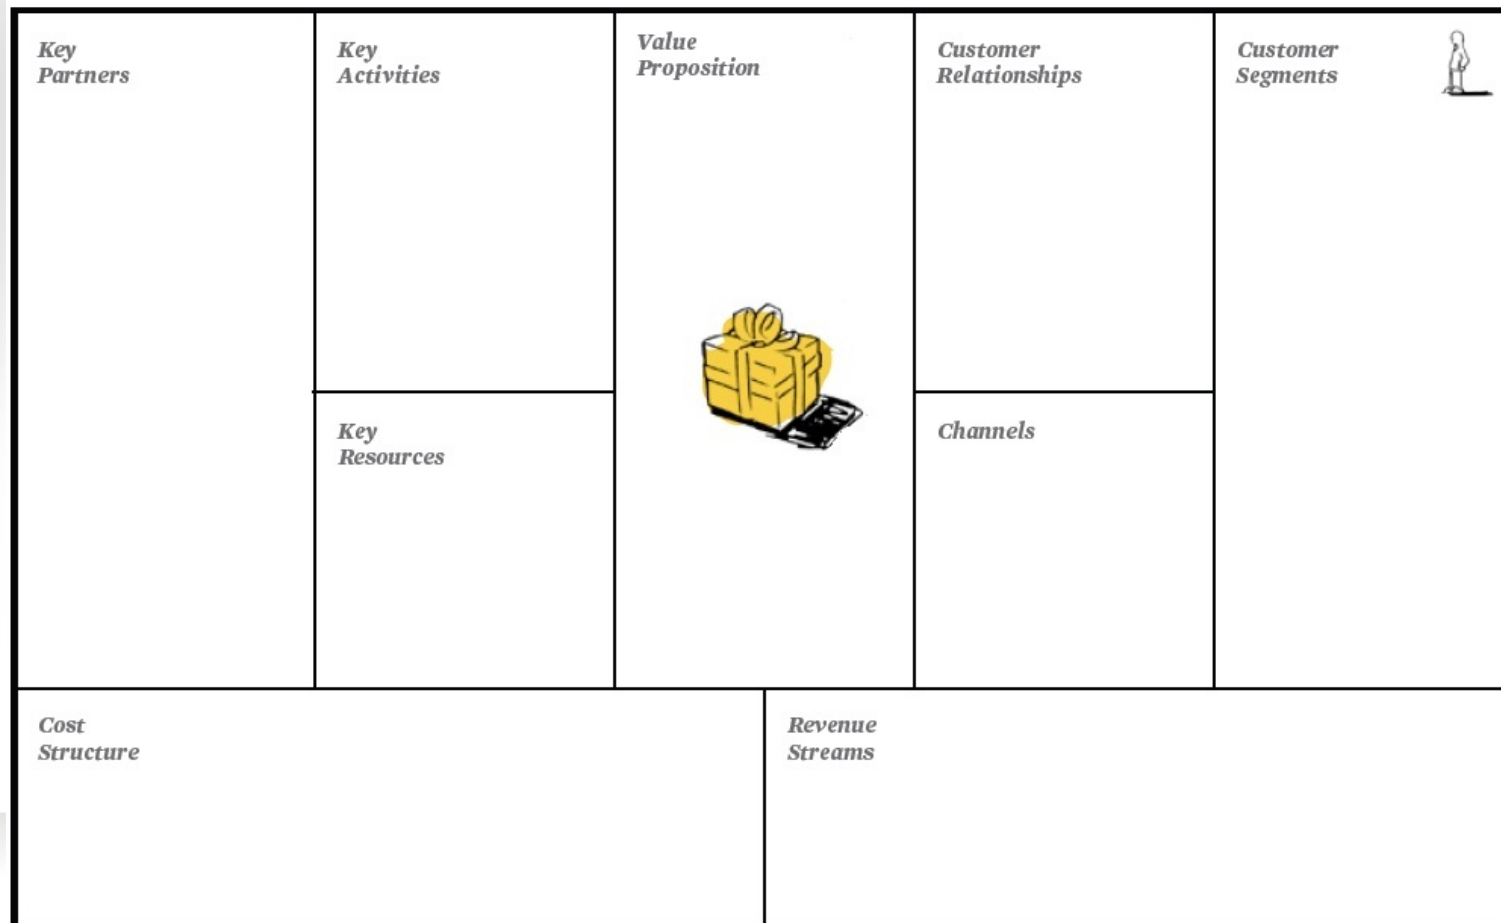 Key
Partners
Key
Activities
Key
Resources
Value
Proposition
Customer
Relationships
Channels
Customer
Segments
Cost
Structure
Revenue
Streams